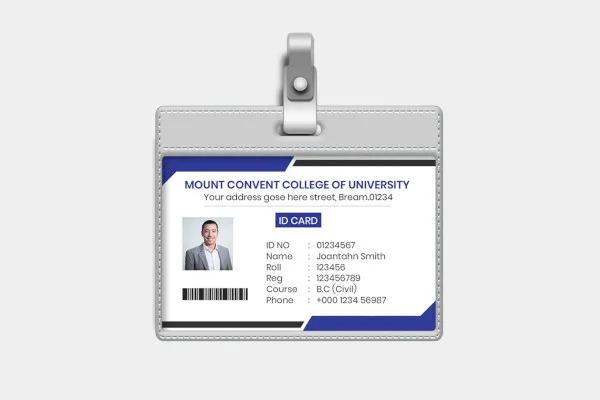 MOUNT CONVENT COLLEGE OF UNIVERSITY
Your address gose here street, Bream.01234
ID CARD
ID NO : 01234567
Name : Joantahn Smith
Roll : 123456
Reg : 123456789
Course : B.C (Civil)
Phone : +000 1234 56987